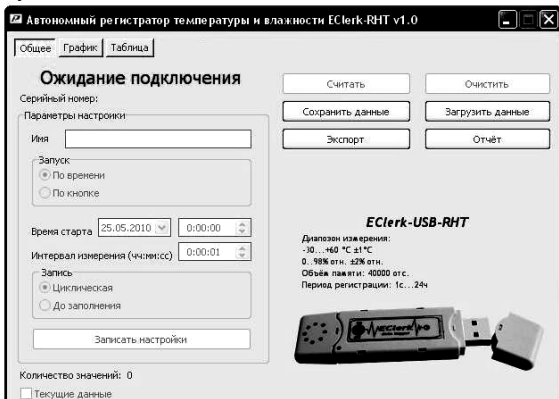 Автономный регистратор температуры и влажности EClerk-RHT v1.0
Общее График Таблица
Ожидание подключения
Серийный номер:
Параметры настройки
Имя
Запуск
По времени
По кнопке
Время старта 25.05.2010 0:00:00
Интервал измерения (чч:мм:сс) 0:00:01
Запись
Циклическая
До заполнения
Записать настройки
Количество значений: 0
Текущие данные
Считать Очистить
Сохранить данные Загрузить данные
Экспорт Отчёт
EClerk-USB-RHT
Диапазон измерения:
-30...+60 °C ±1°C
0..98% отн. ±2% отн.
Объём памяти: 40000 отс.
Период регистрации: 1с...24ч
EClerk